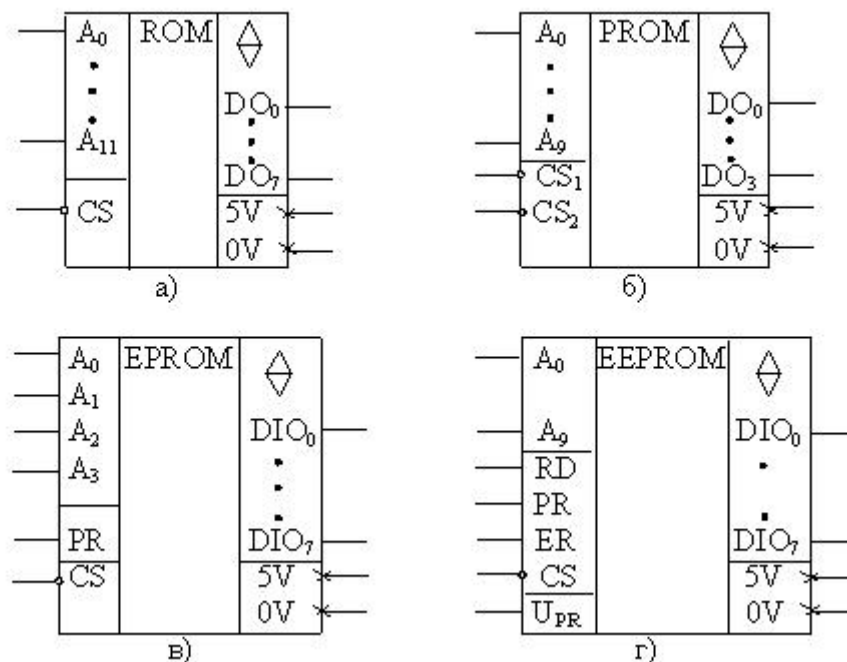 A0 ROM
DO0
A11
DO7
CS 5V
0V
а)
A0 PROM
DO0
A9
CS1 DO3
CS2 5V
0V
б)
A0 EPROM
A1
A2 DIO0
A3
PR DIO7
CS 5V
0V
в)
A0 EEPROM
A9 DIO0
RD
PR
ER DIO7
CS 5V
UPR 0V
г)